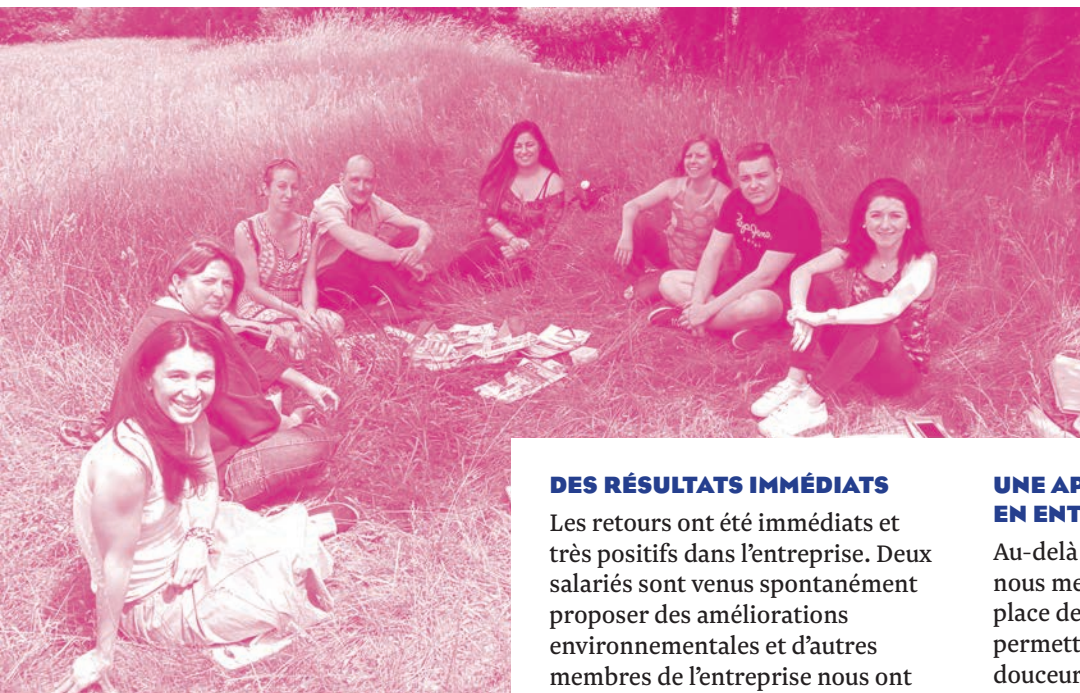 DES RÉSULTATS IMMÉDIATS
Les retours ont été immédiats et
très positifs dans l’entreprise. Deux
salariés sont venus spontanément
proposer des améliorations
environnementales et d’autres
membres de l’entreprise nous ont
UNE AP
EN ENT
Au-delà
nous me
place de
permett
douceur